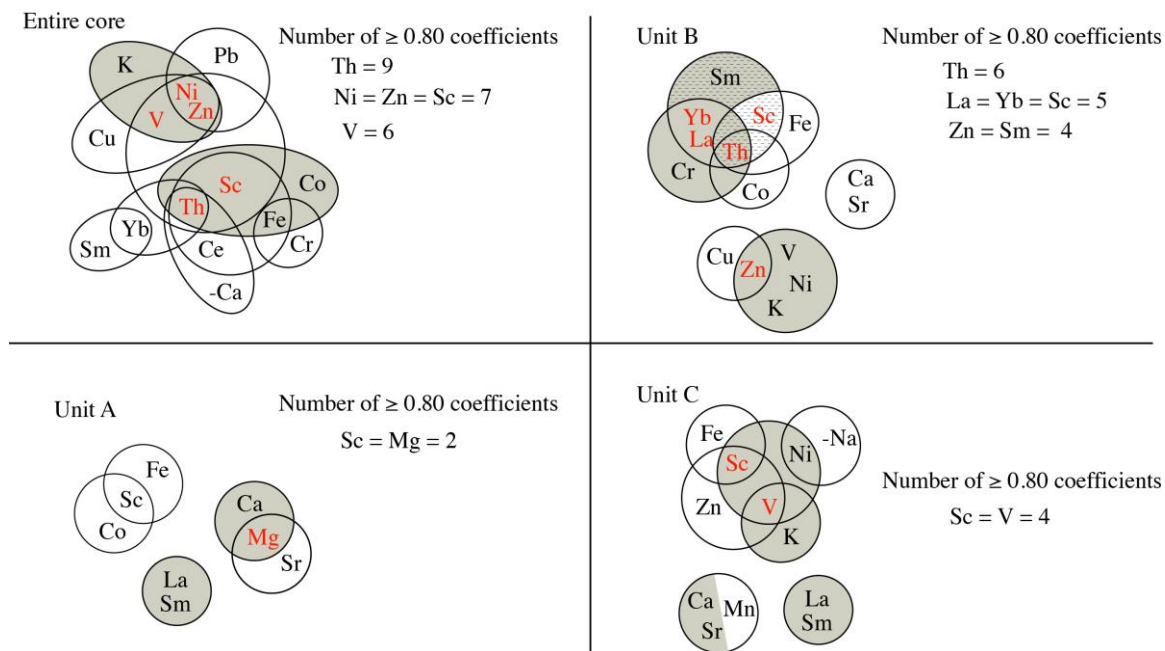 Entire core
Number of ≥ 0.80 coefficients
Th = 9
Ni = Zn = Sc = 7
V = 6
K
Pb
Ni
Zn
V
Cu
Sc
Co
Th
Fe
Yb
Sm
Ce
Cr
-Ca
Unit B
Number of ≥ 0.80 coefficients
Th = 6
La = Yb = Sc = 5
Zn = Sm = 4
Sm
Yb
Sc
La
Fe
Th
Cr
Co
Ca
Sr
Cu
Zn
V
Ni
K
Unit A
Number of ≥ 0.80 coefficients
Sc = Mg = 2
Fe
Sc
Co
Ca
Mg
Sr
La
Sm
Unit C
Number of ≥ 0.80 coefficients
Sc = V = 4
Fe
-Na
Sc
Ni
Zn
V
K
Ca
Mn
Sr
La
Sm